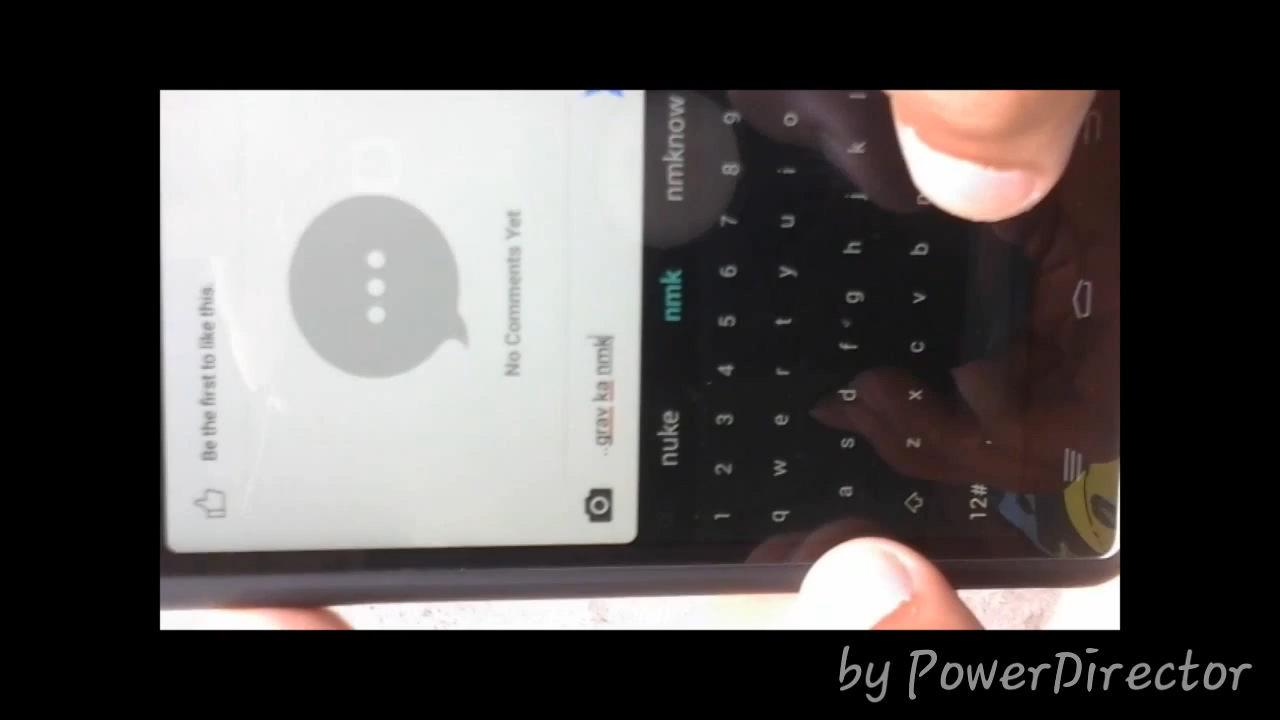 Be the first to like this.
No Comments Yet
..grav ka nmk
nuke nmk nmknow
1 2 3 4 5 6 7 8 9
q w e r t y u i o
a s d f g h j k l
z x c v b n
12#
by PowerDirector